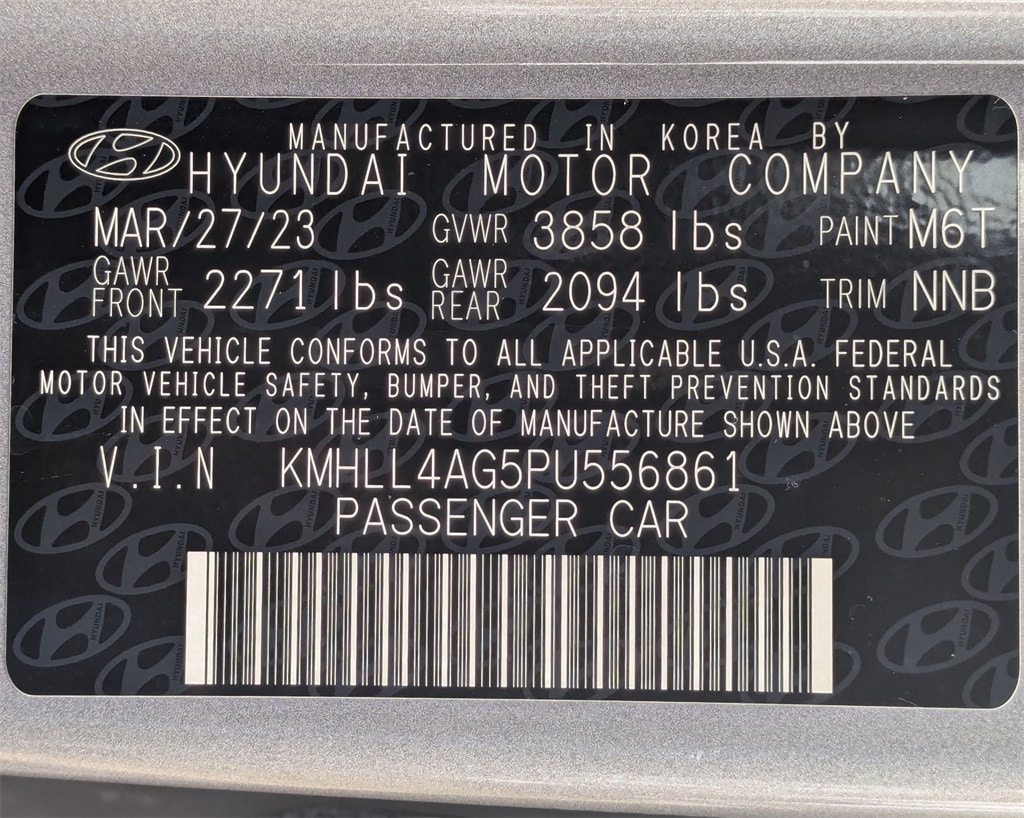 MANUFACTURED IN KOREA BY
HYUNDAI MOTOR COMPANY
MAR/27/23 GVWR 3858 lbs PAINT M6T
GAWR FRONT 2271 lbs GAWR REAR 2094 lbs TRIM NNB
THIS VEHICLE CONFORMS TO ALL APPLICABLE U.S.A. FEDERAL
MOTOR VEHICLE SAFETY, BUMPER, AND THEFT PREVENTION STANDARDS
IN EFFECT ON THE DATE OF MANUFACTURE SHOWN ABOVE
V.I.N KMHLL4AG5PU556861
PASSENGER CAR